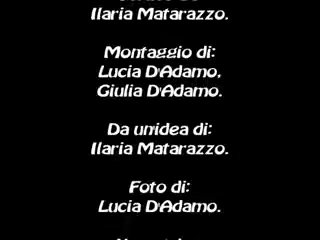 Ilaria Matarazzo.
Montaggio di:
Lucia D'Adamo,
Giulia D'Adamo.
Da un'idea di:
Ilaria Matarazzo.
Foto di:
Lucia D'Adamo.